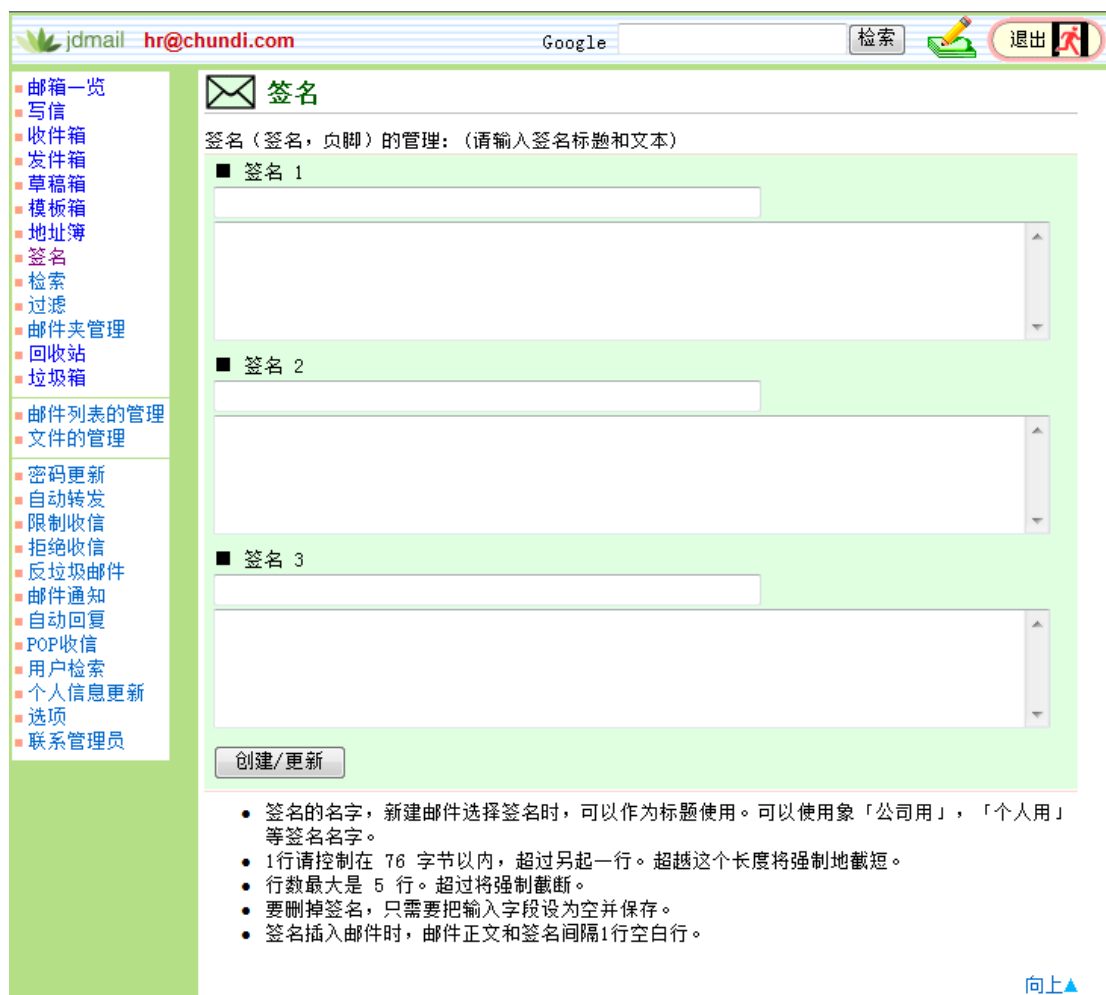 jdmail hr@chundi.com Google 检索 退出
邮箱一览
写信
收件箱
发件箱
草稿箱
模板箱
地址簿
签名
检索
过滤
邮件夹管理
回收站
垃圾箱
邮件列表的管理
文件的管理
密码更新
自动转发
限制收信
拒绝收信
反垃圾邮件
邮件通知
自动回复
POP收信
用户检索
个人信息更新
选项
联系管理员
签名
签名（签名，页脚）的管理：（请输入签名标题和文本）
■ 签名 1
■ 签名 2
■ 签名 3
创建/更新
● 签名的名字，新建邮件选择签名时，可以作为标题使用。可以使用象「公司用」，「个人用」
等签名名字。
● 1行请控制在 76 字节以内，超过另起一行。超越这个长度将强制地截短。
● 行数最大是 5 行。超过将强制截断。
● 要删掉签名，只需要把输入字段设为空并保存。
● 签名插入邮件时，邮件正文和签名间隔1行空白行。
向上▲